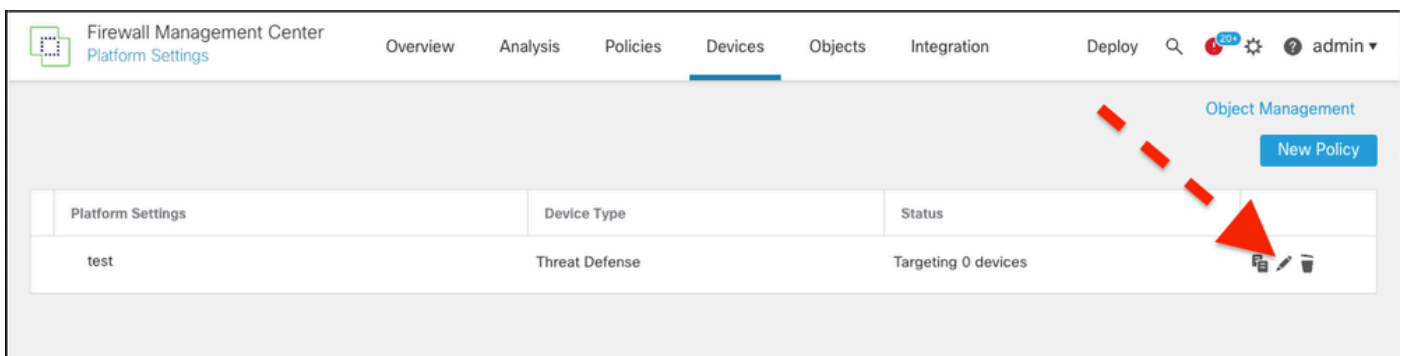 Firewall Management Center
Platform Settings
Overview Analysis Policies Devices Objects Integration Deploy 20+ admin
Object Management
New Policy
Platform Settings Device Type Status
test Threat Defense Targeting 0 devices